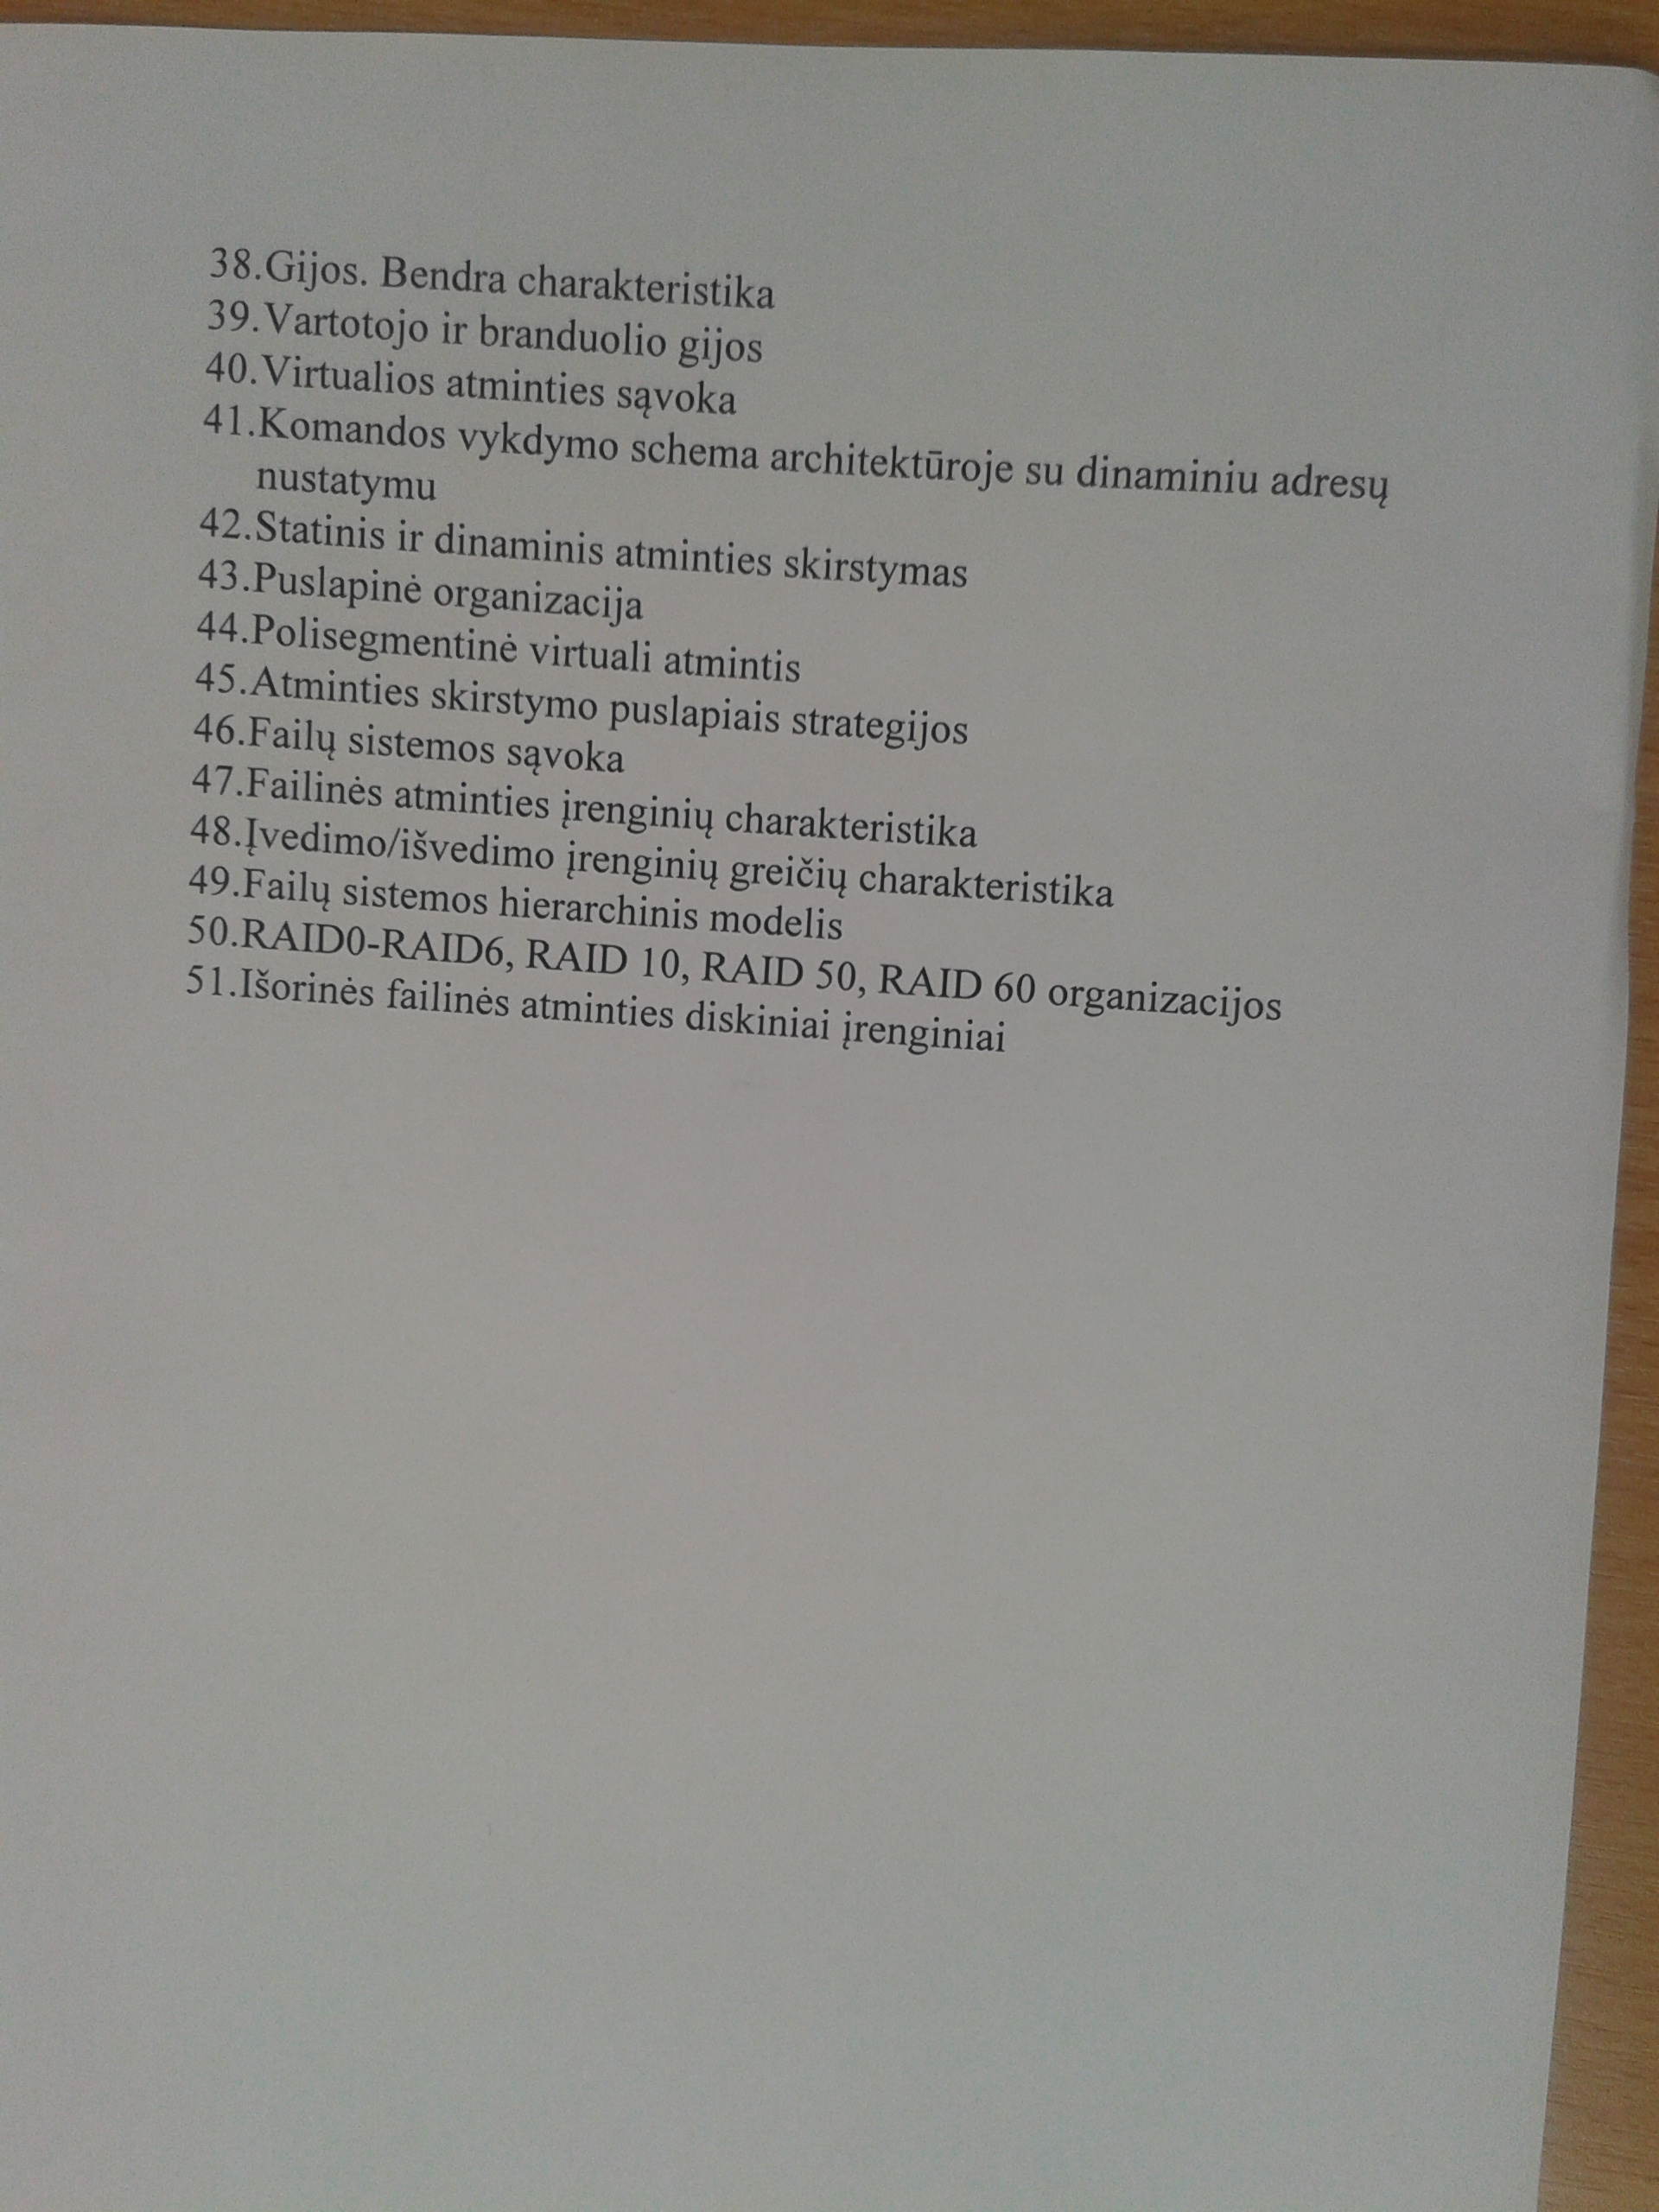 38.Gijos. Bendra charakteristika
39.Vartotojo ir branduolio gijos
40.Virtualios atminties sąvoka
41.Komandos vykdymo schema architektūroje su dinaminiu adresų
nustatymu
42.Statinis ir dinaminis atminties skirstymas
43.Puslapinė organizacija
44.Polisegmentinė virtuali atmintis
45.Atminties skirstymo puslapiais strategijos
46.Failų sistemos sąvoka
47.Failinės atminties įrenginių charakteristika
48.Įvedimo/išvedimo įrenginių greičių charakteristika
49.Failų sistemos hierarchinis modelis
50.RAID0-RAID6, RAID 10, RAID 50, RAID 60 organizacijos
51.Išorinės failinės atminties diskiniai įrenginiai